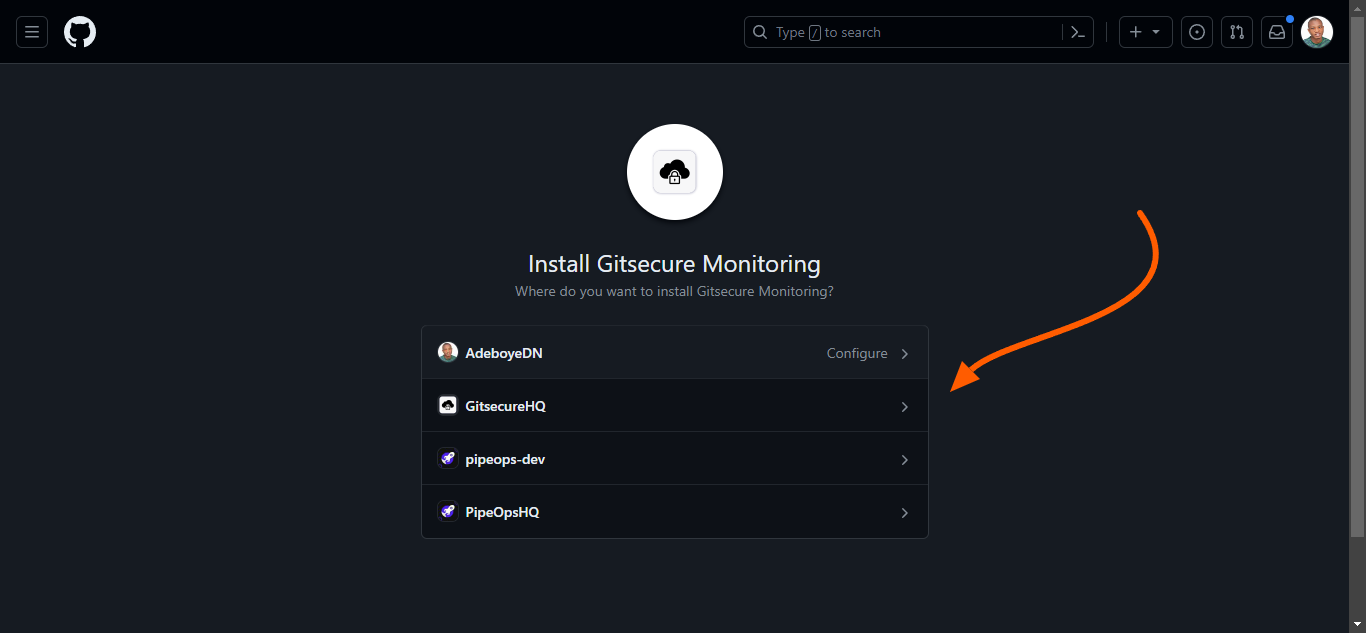 Type / to search
Install Gitsecure Monitoring
Where do you want to install Gitsecure Monitoring?
AdeboyeDN Configure
GitsecureHQ
pipeops-dev
PipeOpsHQ